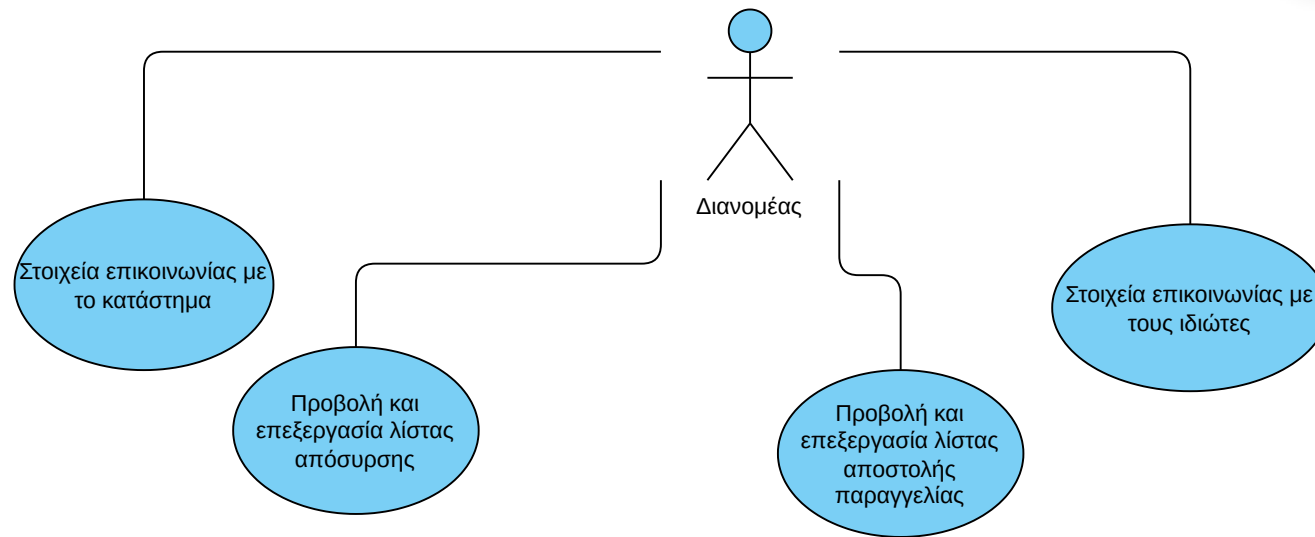 Διανομέας
Στοιχεία επικοινωνίας με
το κατάστημα
Προβολή και
επεξεργασία λίστας
απόσυρσης
Προβολή και
επεξεργασία λίστας
αποστολής
παραγγελίας
Στοιχεία επικοινωνίας με
τους ιδιώτες